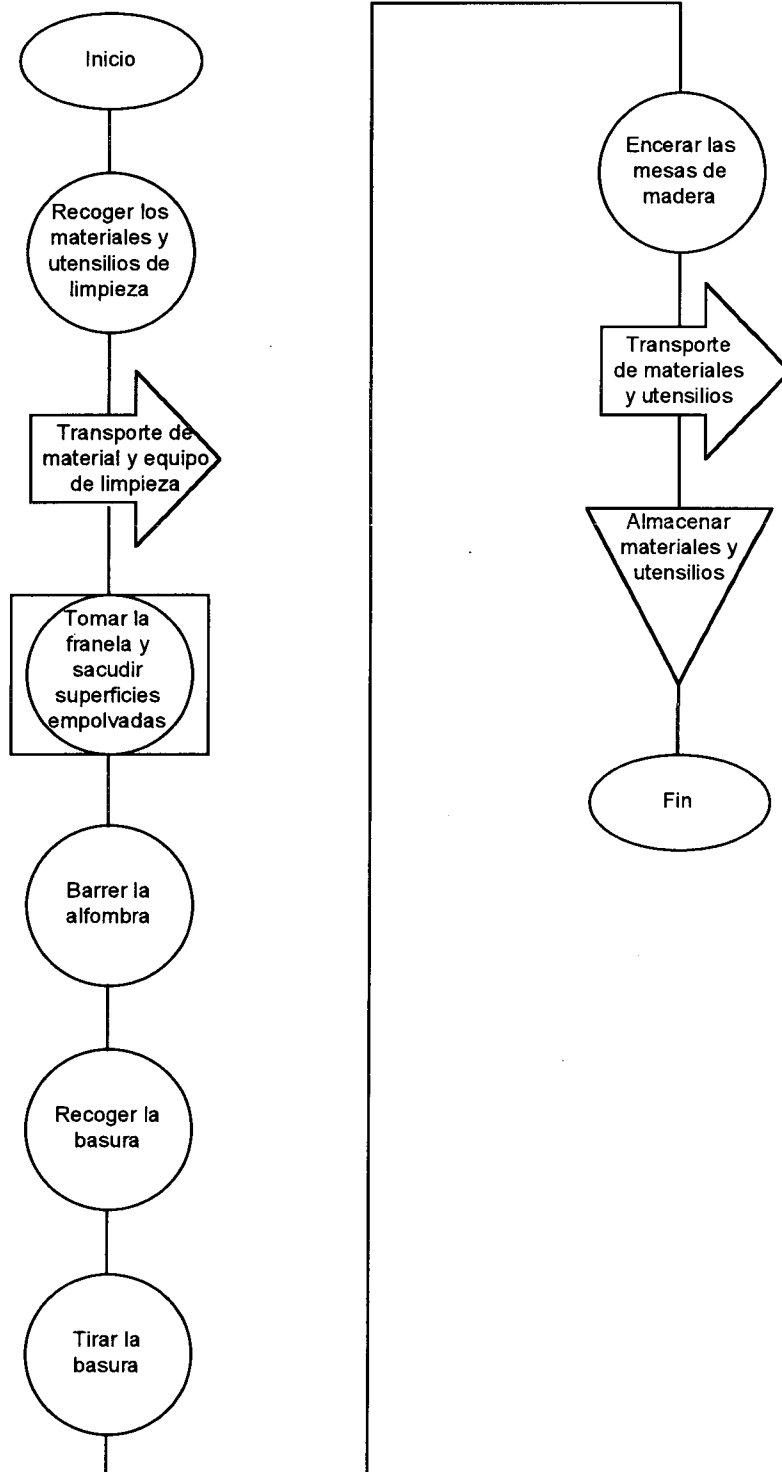 Inicio
Recoger los
materiales y
utensilios de
limpieza
Transporte de
material y equipo
de limpieza
Tomar la
franela y
sacudir
superficies
empolvadas
Barrer la
alfombra
Recoger la
basura
Tirar la
basura
Encerar las
mesas de
madera
Transporte
de materiales
y utensilios
Almacenar
materiales y
utensilios
Fin